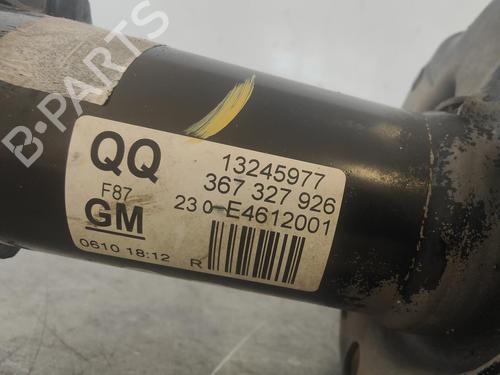 B-PARTS
QQ
13245977
F87
367 327 926
GM
23 0-E4612001
0610 18:12
R